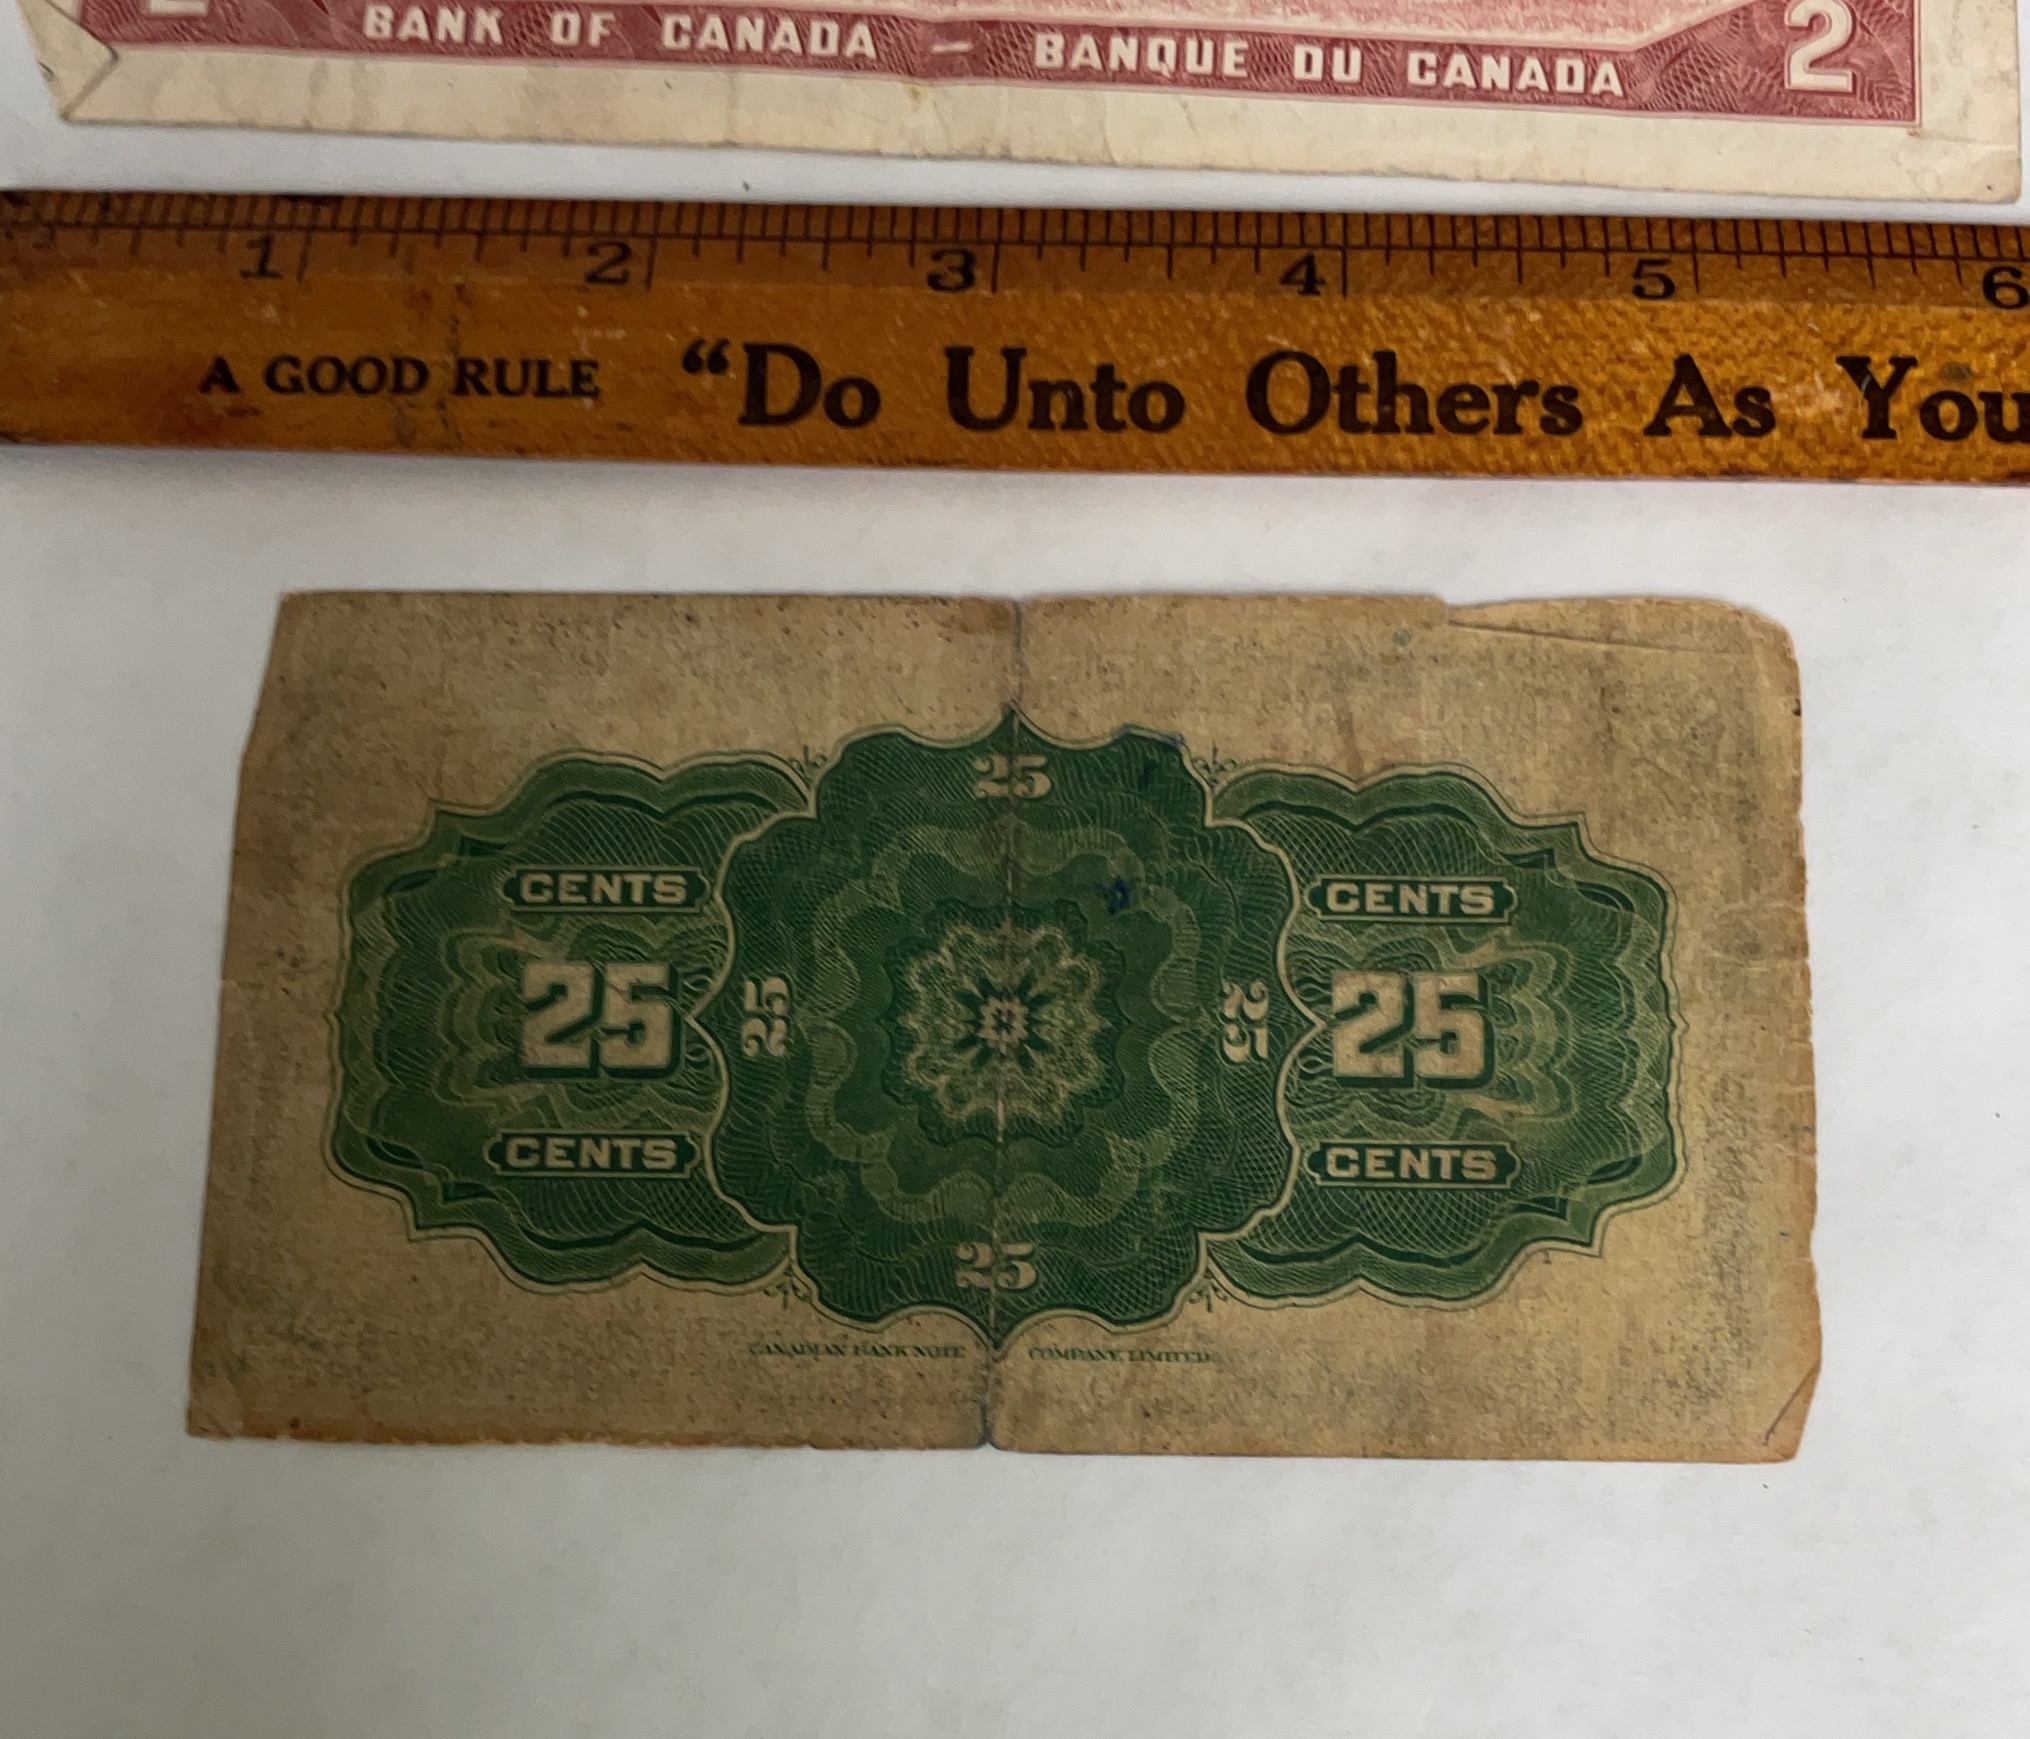 BANK OF CANADA — BANQUE DU CANADA 2
1 2 3 4 5 6
A GOOD RULE "Do Unto Others As You
25
CENTS CENTS
25 25 25 25
CENTS CENTS
25
CANADIAN BANK NOTE COMPANY, LIMITED.